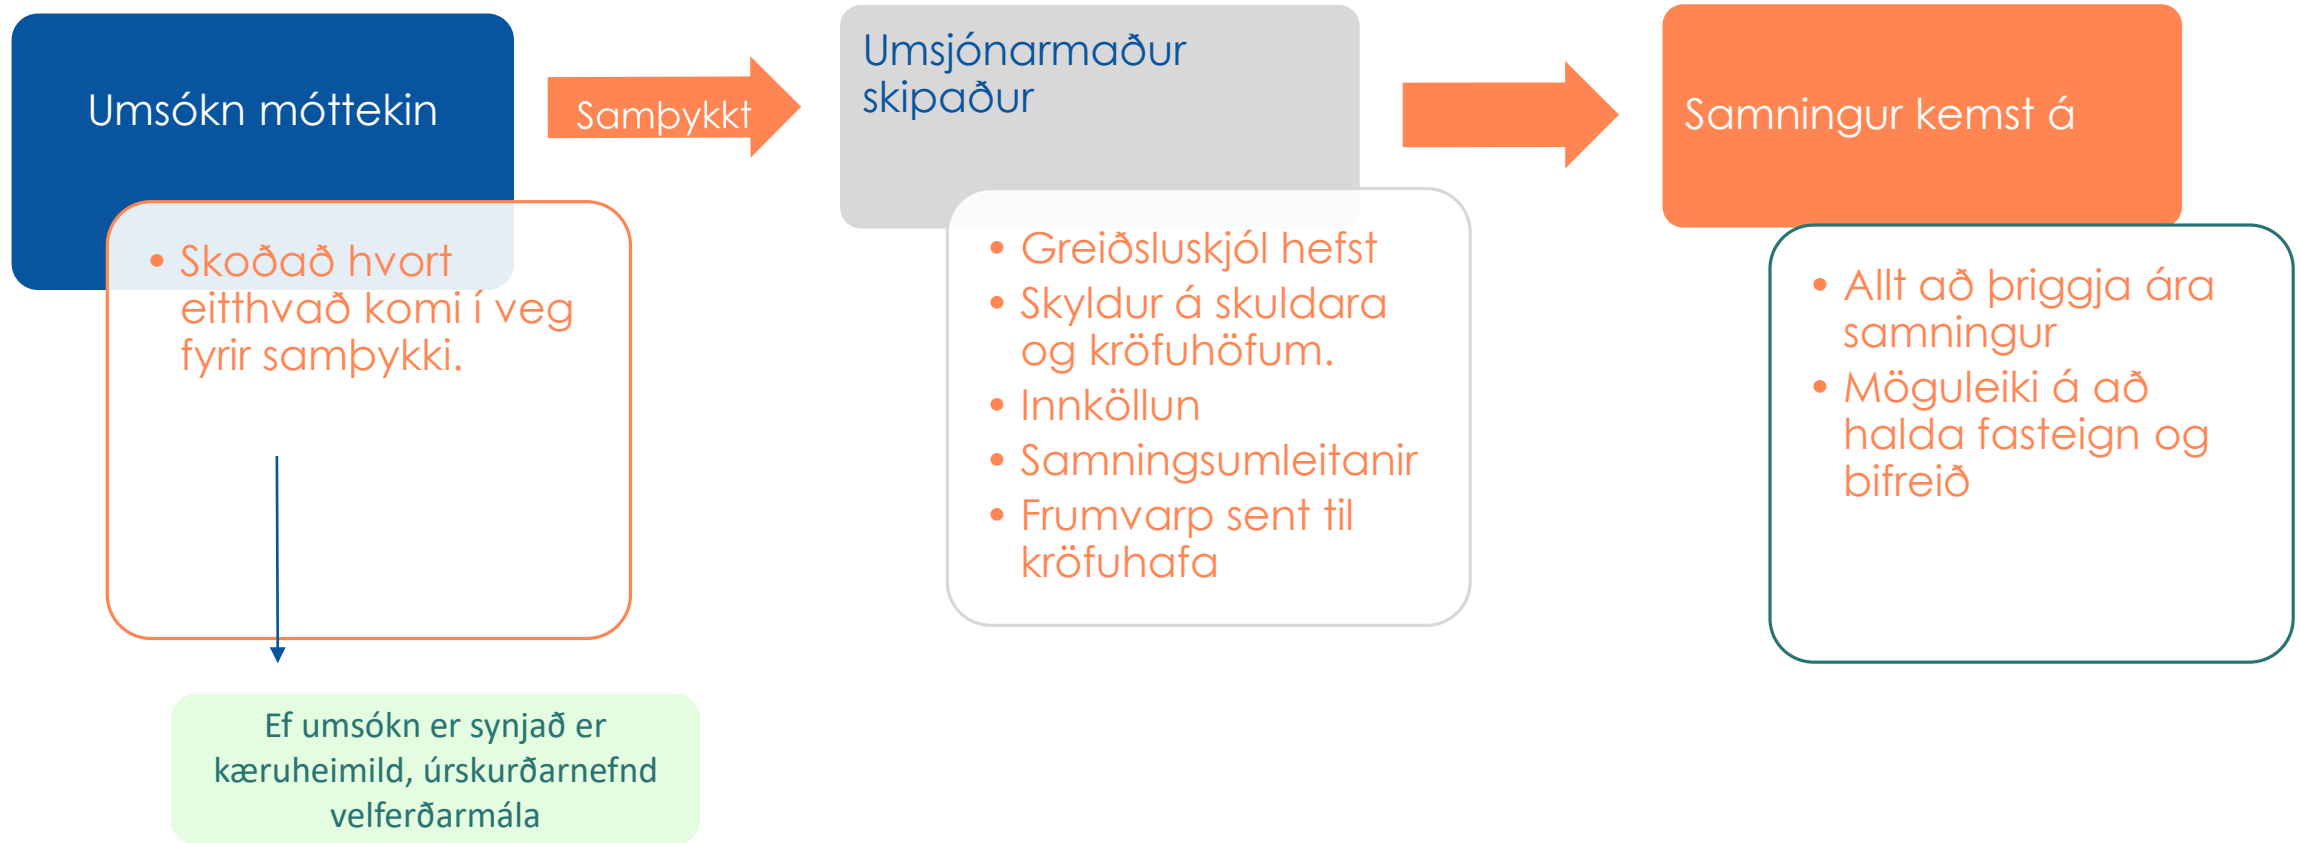 Umsókn móttekin
• Skoðað hvort
eitthvað komi í veg
fyrir samþykki.
Ef umsókn er synjað er
kæruheimild, úrskurðarnefnd
velferðarmála
Samþykkt
Umsjónarmaður
skipaður
• Greiðsluskjól hefst
• Skyldur á skuldara
og kröfuhöfum.
• Innköllun
• Samningsumleitanir
• Frumvarp sent til
kröfuhafa
Samningur kemst á
• Allt að þriggja ára
samningur
• Möguleiki á að
halda fasteign og
bifreið